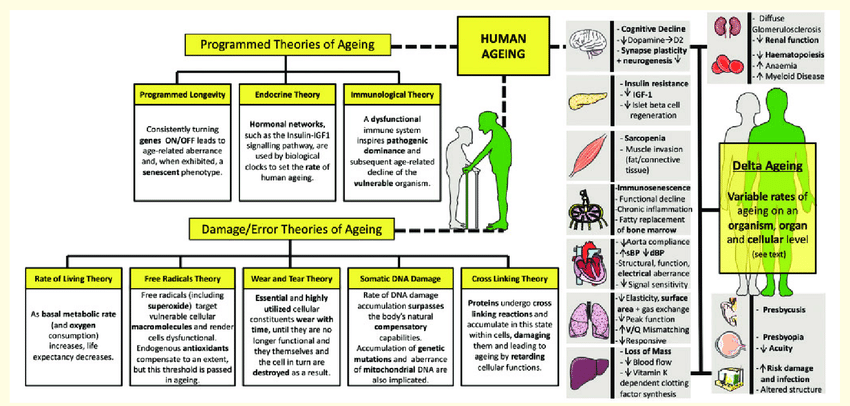 HUMAN
AGEING
Programmed Theories of Ageing
Programmed Longevity
Consistently turning
genes ON/OFF leads to
age-related aberrance
and, when exhibited, a
senescent phenotype.
Endocrine Theory
Hormonal networks,
such as the Insulin-IGF1
signalling pathway, are
used by biological
clocks to set the rate of
human ageing.
Immunological Theory
A dysfunctional
immune system
inspires pathogenic
dominance and
subsequent age-related
decline of the
vulnerable organism.
Damage/Error Theories of Ageing
Rate of Living Theory
As basal metabolic rate
(and oxygen
consumption)
increases, life
expectancy decreases.
Free Radicals Theory
Free radicals (including
superoxide) target
vulnerable cellular
macromolecules and render
cells dysfunctional.
Endogenous antioxidants
compensate to an extent,
but this threshold is passed
in ageing.
Wear and Tear Theory
Essential and highly
utilized cellular
constituents wear with
time, until they are no
longer functional and
they themselves and
the cell in turn are
destroyed as a result.
Somatic DNA Damage
Rate of DNA damage
accumulation surpasses
the body's natural
compensatory
capabilities.
Accumulation of genetic
mutations and aberrance
of mitochondrial DNA are
also implicated.
Cross Linking Theory
Proteins undergo cross
linking reactions and
accumulate in this state
within cells, damaging
them and leading to
ageing by retarding
cellular functions.
- Cognitive Decline
- ↓Dopamine→D2
- Synapse plasticity
+ neurogenesis ↓
- Insulin resistance
- ↓ IGF-1
- ↓ Islet beta cell
regeneration
- Sarcopenia
- Muscle invasion
(fat/connective
tissue)
-Immunosenescence
- Functional decline
-Chronic inflammation
- Fatty replacement
of bone marrow
-↓Aorta compliance
-↑sBP ↓dBP
-Structural, function,
electrical aberrance
-↓Signal sensitivity
-↓Elasticity, surface
area + gas exchange
-↓Peak function
-↑V/Q Mismatching
-↓Responsive
- Loss of Mass
- ↓ Blood flow
- ↓Vitamin K
dependent clotting
factor synthesis
- Diffuse
Glomerulosclerosis
- ↓ Renal function
- ↓Haematopoiesis
- ↑ Anaemia
- ↑ Myeloid Disease
Delta Ageing
Variable rates of
ageing on an
organism, organ
and cellular level
(see text)
- Presbycusis
- Presbyopia
- ↓ Acuity
- ↑Risk damage
and infection
- Altered structure